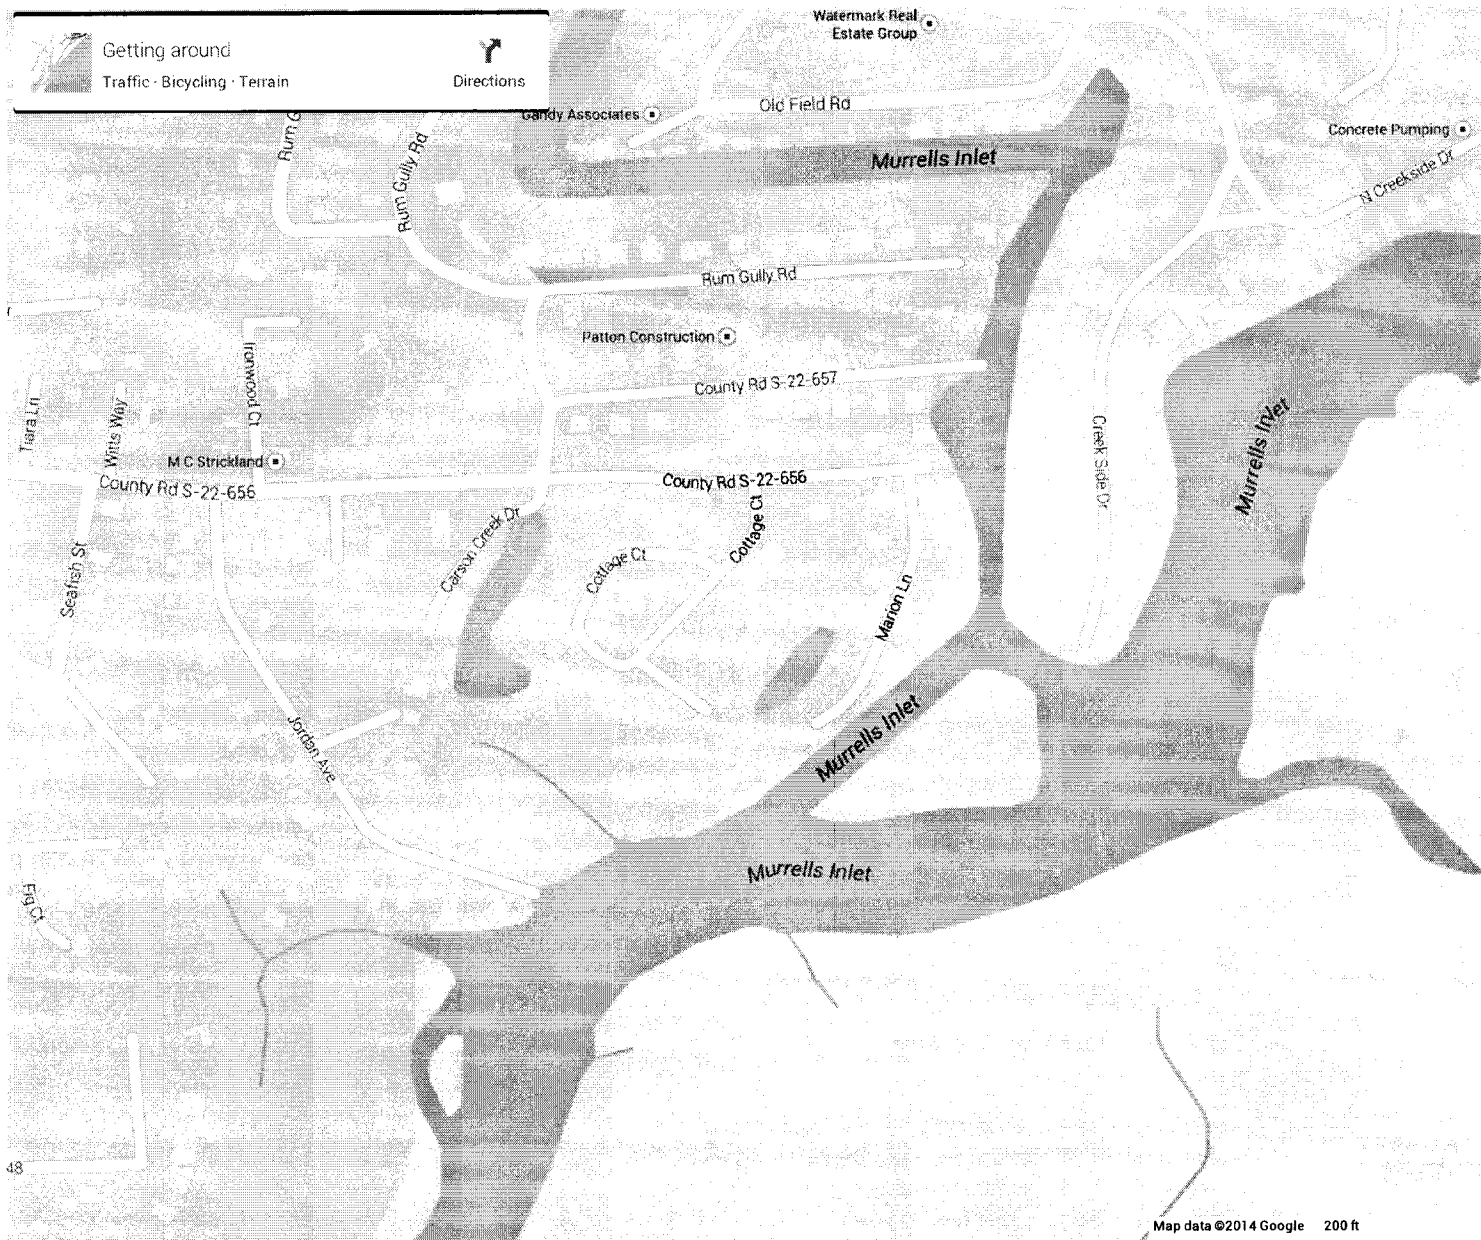 Getting around
Traffic · Bicycling · Terrain
Directions
Watermark Real
Estate Group
Gandy Associates
Old Field Rd
Concrete Pumping
Rum G
Rum Gully Rd
Murrells Inlet
N Creekside Dr
Rum Gully Rd
Patton Construction
Ironwood Ct
County Rd S-22-657
Tiara Ln
Witts Way
Creek Side Dr
Murrells Inlet
M C Strickland
County Rd S-22-656
County Rd S-22-656
Cottage Ct
Carson Creek Dr
Cottage Ct
Seafish St
Marion Ln
Jordan Ave
Murrells Inlet
Murrells Inlet
Fig Ct
48
Map data ©2014 Google 200 ft